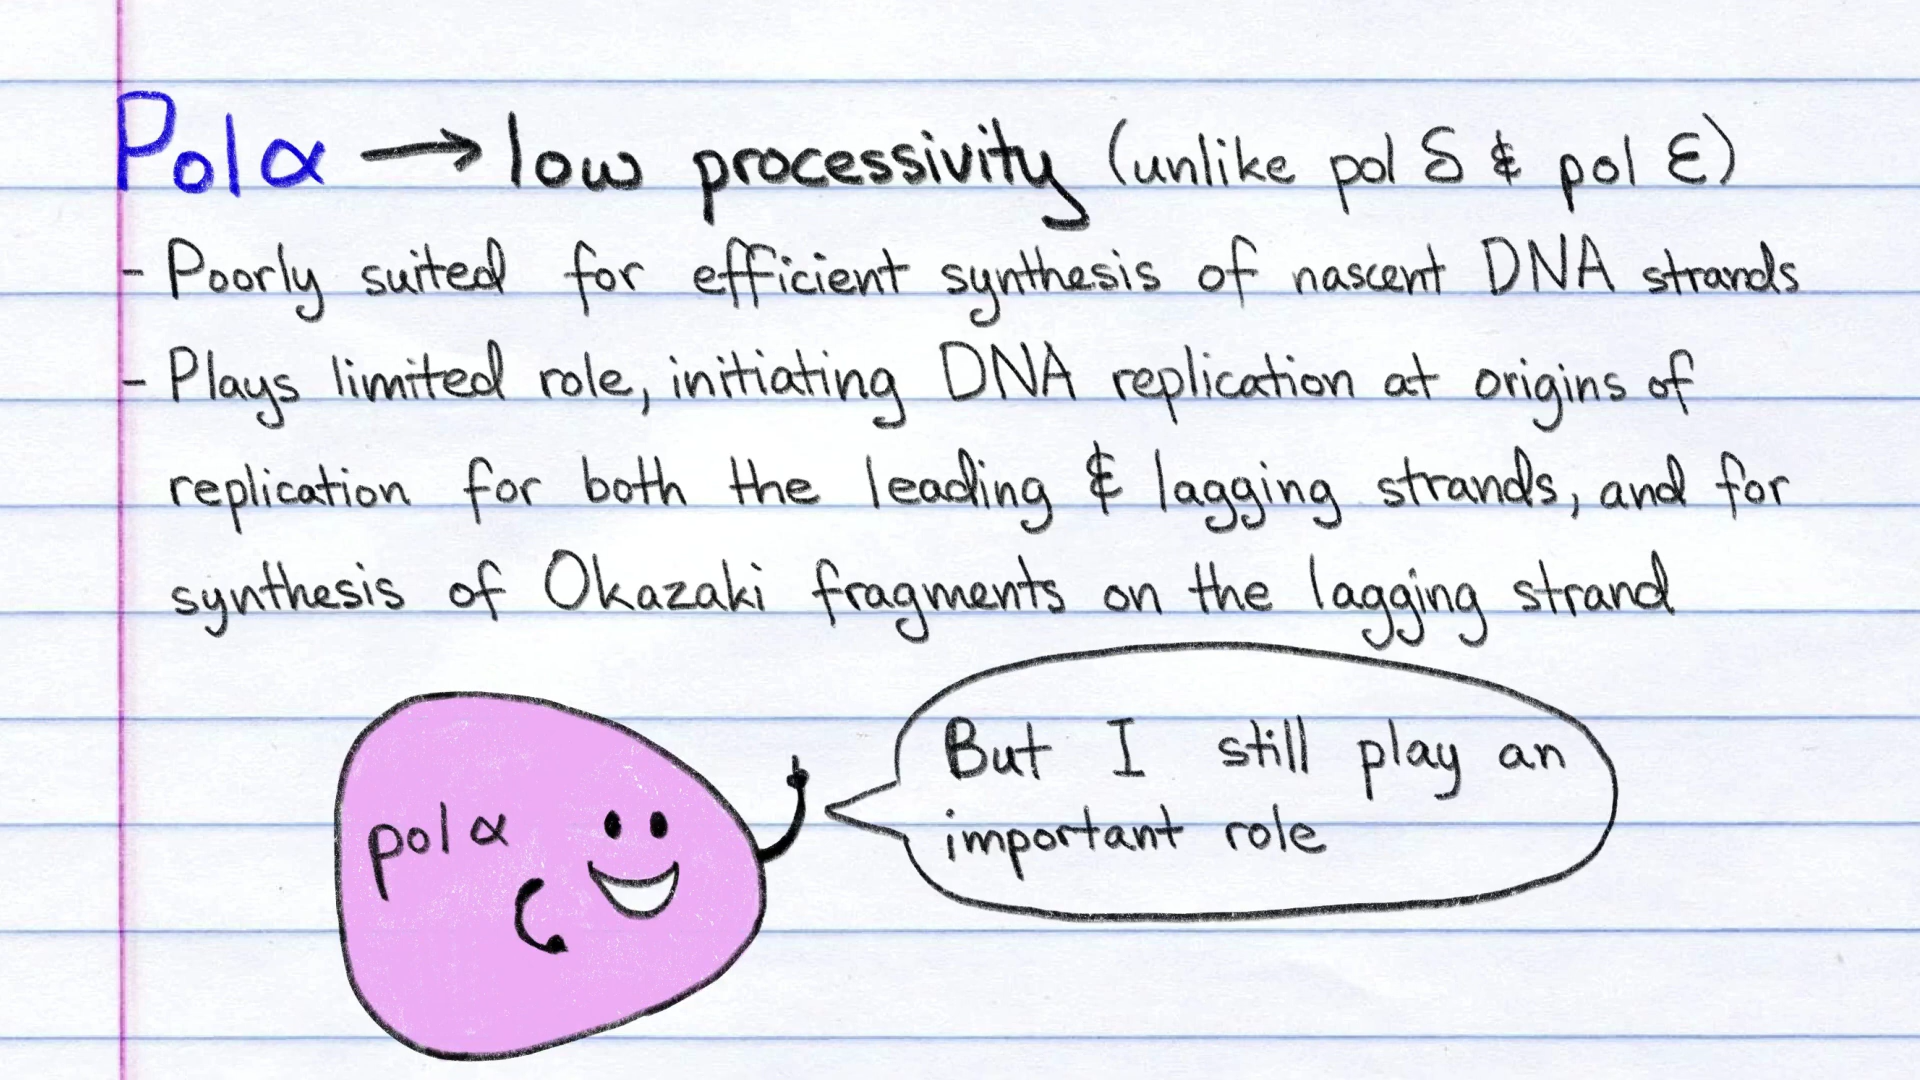 Pol α → low processivity (unlike pol δ & pol ε)
- Poorly suited for efficient synthesis of nascent DNA strands
- Plays limited role, initiating DNA replication at origins of
replication for both the leading & lagging strands, and for
synthesis of Okazaki fragments on the lagging strand
But I still play an
important role
pol α